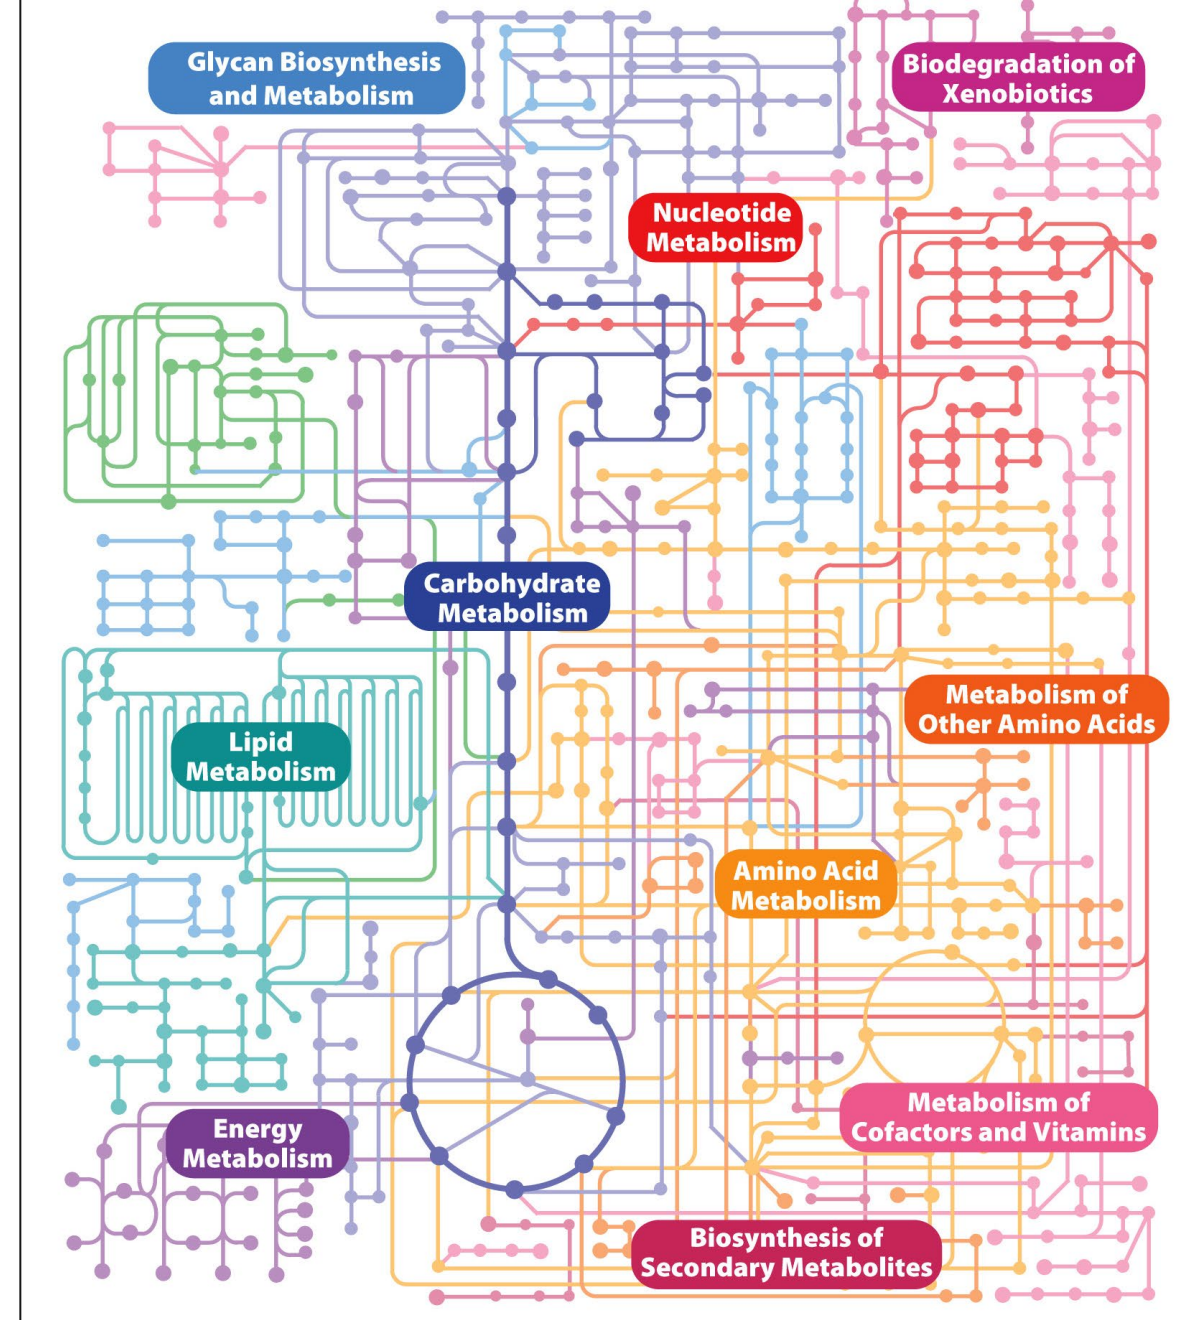 Glycan Biosynthesis
and Metabolism
Biodegradation of
Xenobiotics
Nucleotide
Metabolism
Carbohydrate
Metabolism
Metabolism of
Other Amino Acids
Lipid
Metabolism
Amino Acid
Metabolism
Metabolism of
Cofactors and Vitamins
Energy
Metabolism
Biosynthesis of
Secondary Metabolites